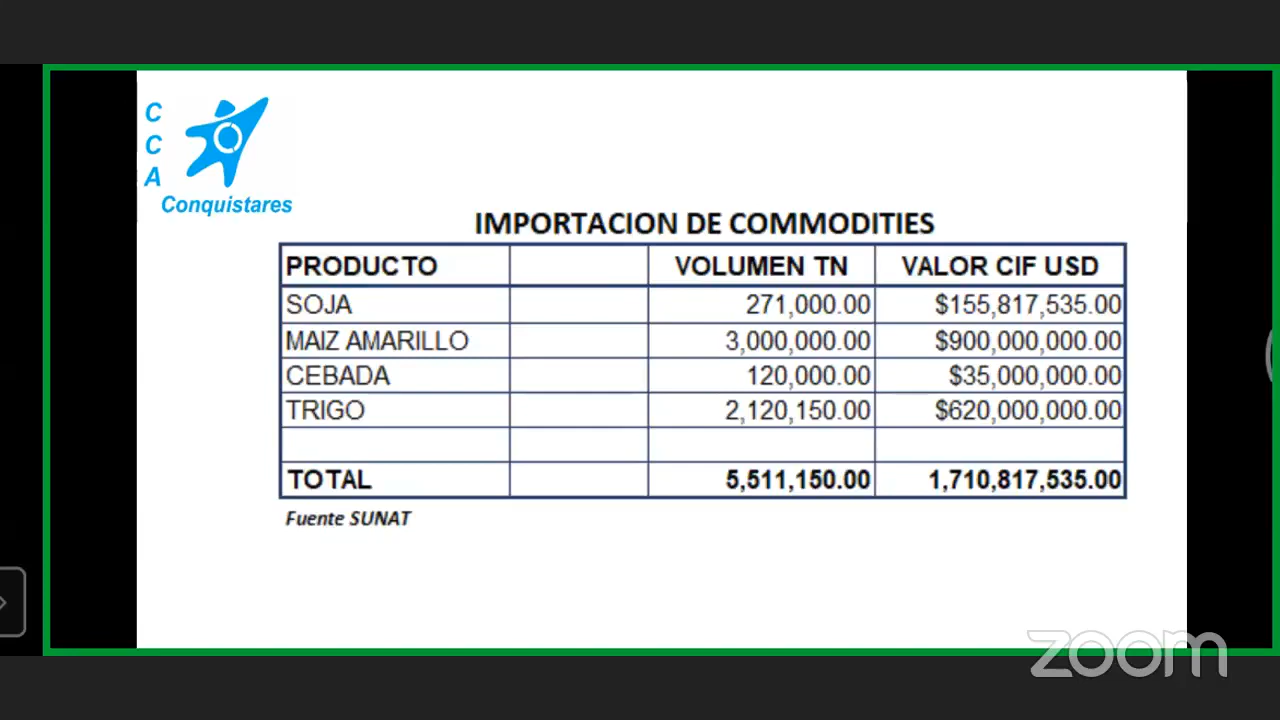 C
C
A
Conquistares
IMPORTACION DE COMMODITIES
PRODUCTO VOLUMEN TN VALOR CIF USD
SOJA 271,000.00 $155,817,535.00
MAIZ AMARILLO 3,000,000.00 $900,000,000.00
CEBADA 120,000.00 $35,000,000.00
TRIGO 2,120,150.00 $620,000,000.00
TOTAL 5,511,150.00 1,710,817,535.00
Fuente SUNAT
zoom